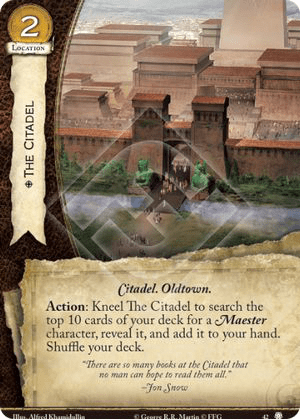 2
Location
The Citadel
Citadel. Oldtown.
Action: Kneel The Citadel to search the
top 10 cards of your deck for a Maester
character, reveal it, and add it to your hand.
Shuffle your deck.
"There are so many books at the Citadel that
no man can hope to read them all."
–Jon Snow
Illus. Alfred Khamidullin
© George R.R. Martin © FFG
42